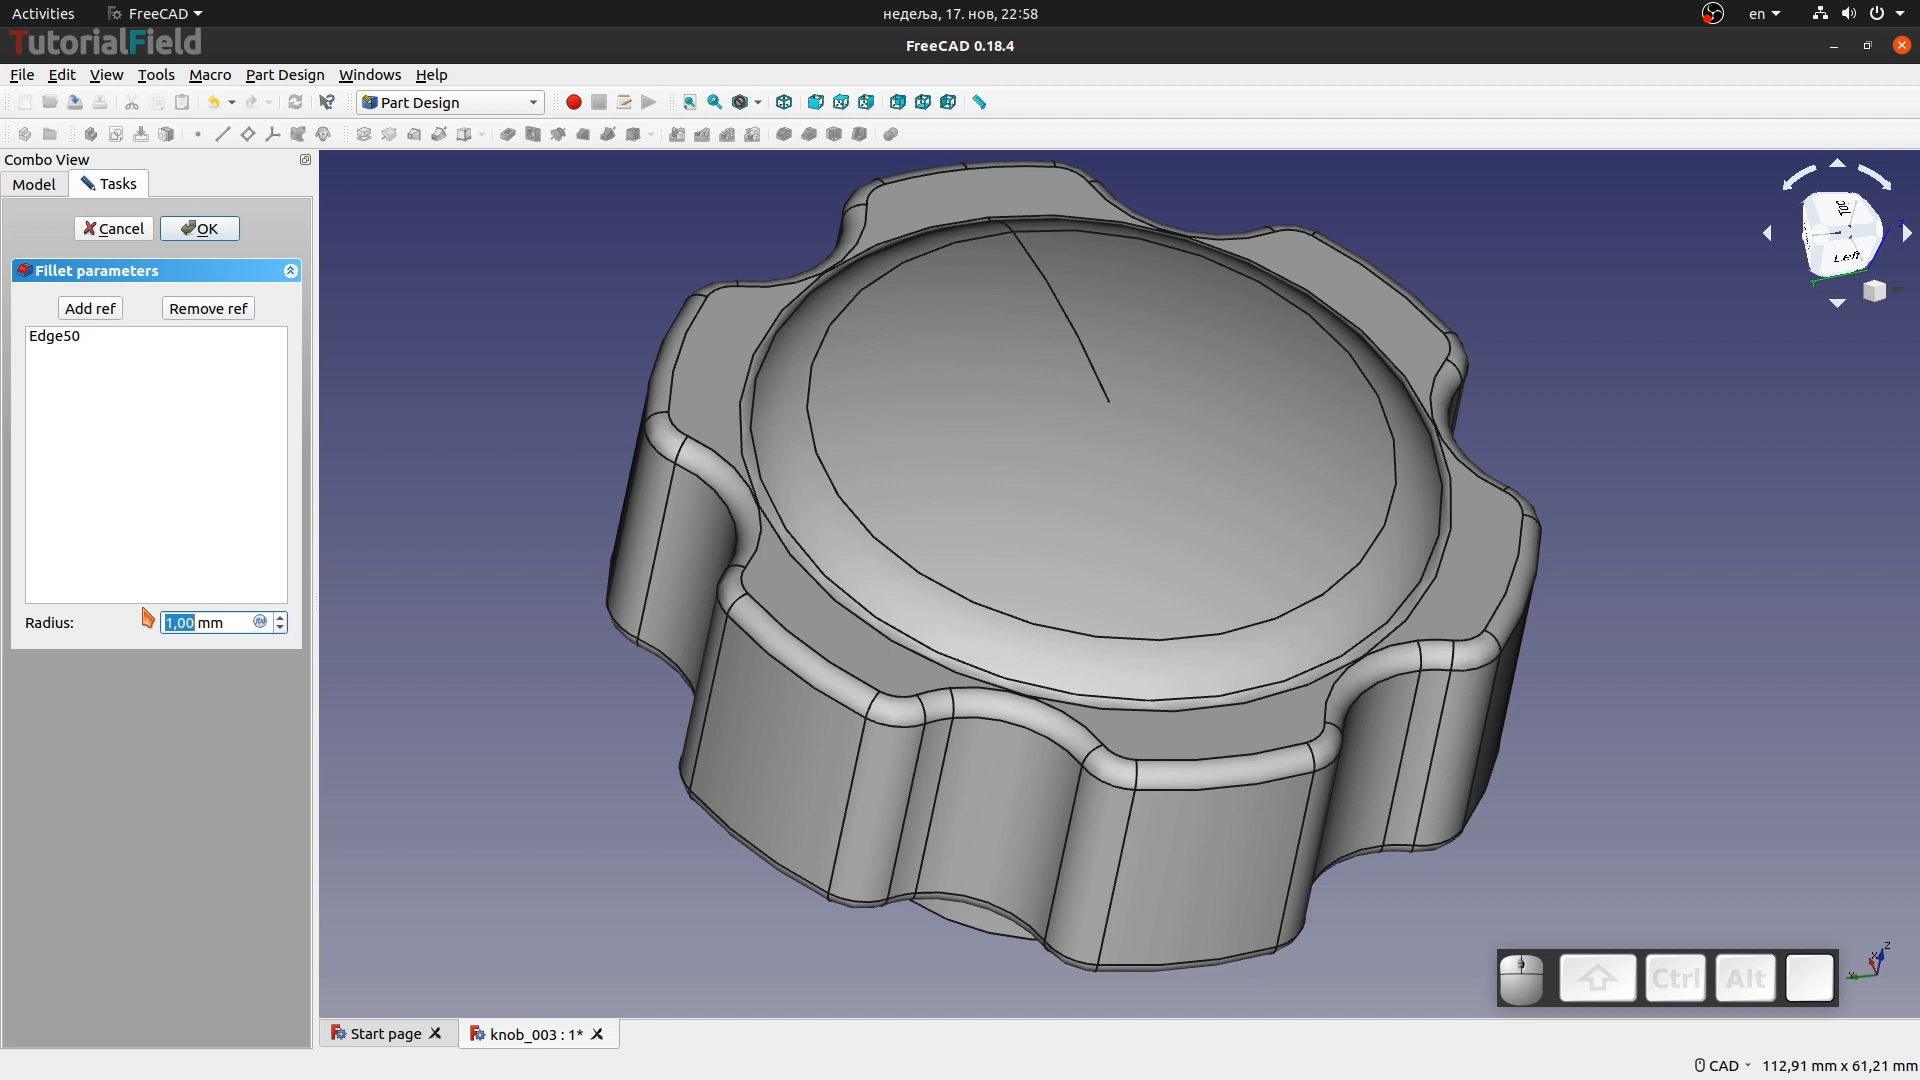 Activities
FreeCAD
недеља, 17. нов, 22:58
en
TutorialField
FreeCAD 0.18.4
File Edit View Tools Macro Part Design Windows Help
Part Design
Combo View
Model
Tasks
Cancel
OK
Fillet parameters
Add ref
Remove ref
Edge50
Radius:
1,00 mm
TOP
Left
Z
Y
Ctrl
Alt
Z
X
Y
Start page
knob_003 : 1*
CAD
112,91 mm x 61,21 mm